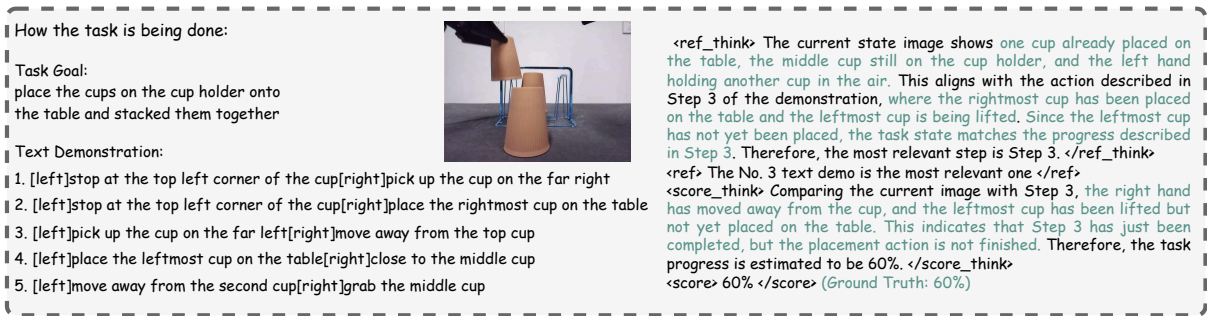 How the task is being done:
Task Goal:
place the cups on the cup holder onto
the table and stacked them together
Text Demonstration:
1. [left]stop at the top left corner of the cup[right]pick up the cup on the far right
2. [left]stop at the top left corner of the cup[right]place the rightmost cup on the table
3. [left]pick up the cup on the far left[right]move away from the top cup
4. [left]place the leftmost cup on the table[right]close to the middle cup
5. [left]move away from the second cup[right]grab the middle cup
<ref_think> The current state image shows one cup already placed on
the table, the middle cup still on the cup holder, and the left hand
holding another cup in the air. This aligns with the action described in
Step 3 of the demonstration, where the rightmost cup has been placed
on the table and the leftmost cup is being lifted. Since the leftmost cup
has not yet been placed, the task state matches the progress described
in Step 3. Therefore, the most relevant step is Step 3. </ref_think>
<ref> The No. 3 text demo is the most relevant one </ref>
<score_think> Comparing the current image with Step 3, the right hand
has moved away from the cup, and the leftmost cup has been lifted but
not yet placed on the table. This indicates that Step 3 has just been
completed, but the placement action is not finished. Therefore, the task
progress is estimated to be 60%. </score_think>
<score> 60% </score> (Ground Truth: 60%)